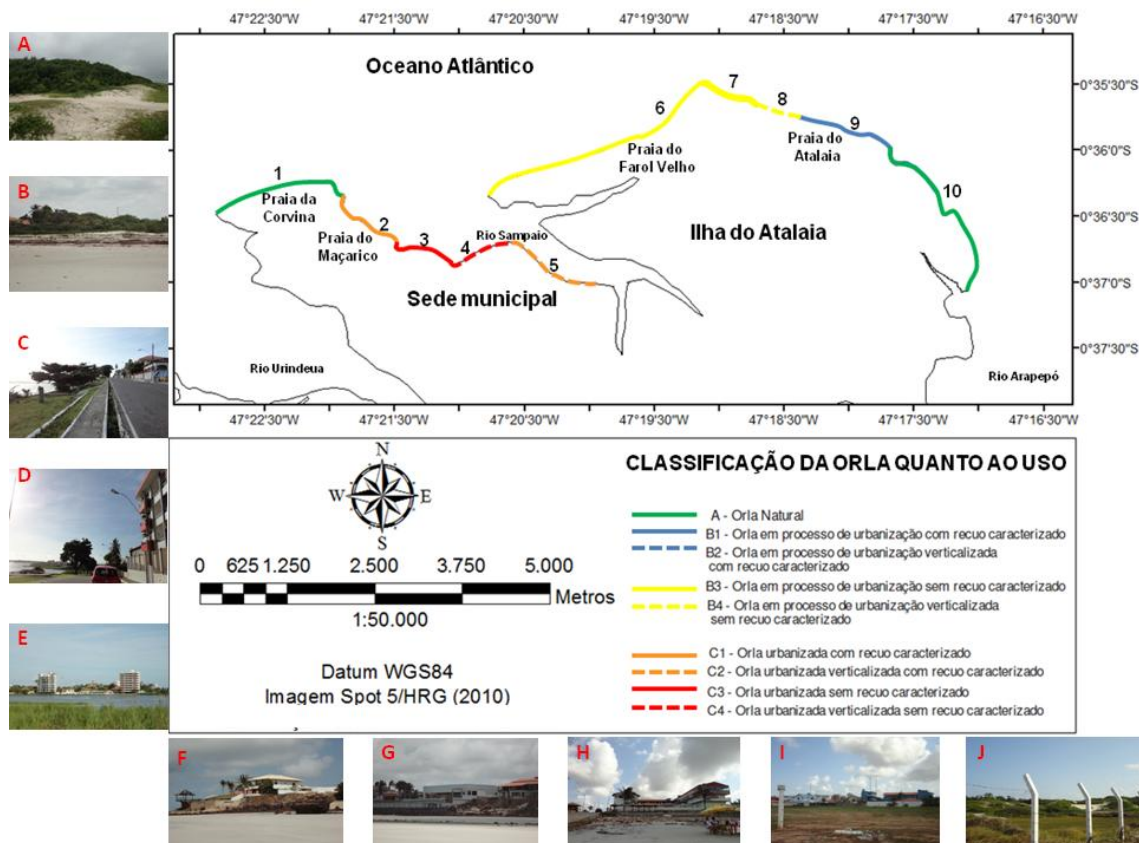 47°22'30"W 47°21'30"W 47°20'30"W 47°19'30"W 47°18'30"W 47°17'30"W 47°16'30"W
A
Oceano Atlântico
7
0°35'30"S
6
8
9
Praia do
Atalaia
0°36'0"S
Praia do
Farol Velho
B
1
Praia da
Corvina
10
2
Praia do
Maçarico
3
4
Rio Sampaio
5
Ilha do Atalaia
0°36'30"S
Sede municipal
0°37'0"S
C
0°37'30"S
Rio Urindeua
Rio Arapepó
47°22'30"W 47°21'30"W 47°20'30"W 47°19'30"W 47°18'30"W 47°17'30"W 47°16'30"W
D
N
W E
S
0 625 1.250 2.500 3.750 5.000
Metros
1:50.000
Datum WGS84
Imagem Spot 5/HRG (2010)
CLASSIFICAÇÃO DA ORLA QUANTO AO USO
A - Orla Natural
B1 - Orla em processo de urbanização com recuo caracterizado
B2 - Orla em processo de urbanização verticalizada
com recuo caracterizado
B3 - Orla em processo de urbanização sem recuo caracterizado
B4 - Orla em processo de urbanização verticalizada
sem recuo caracterizado
C1 - Orla urbanizada com recuo caracterizado
C2 - Orla urbanizada verticalizada com recuo caracterizado
C3 - Orla urbanizada sem recuo caracterizado
C4 - Orla urbanizada verticalizada sem recuo caracterizado
E
F
G
H
I
J